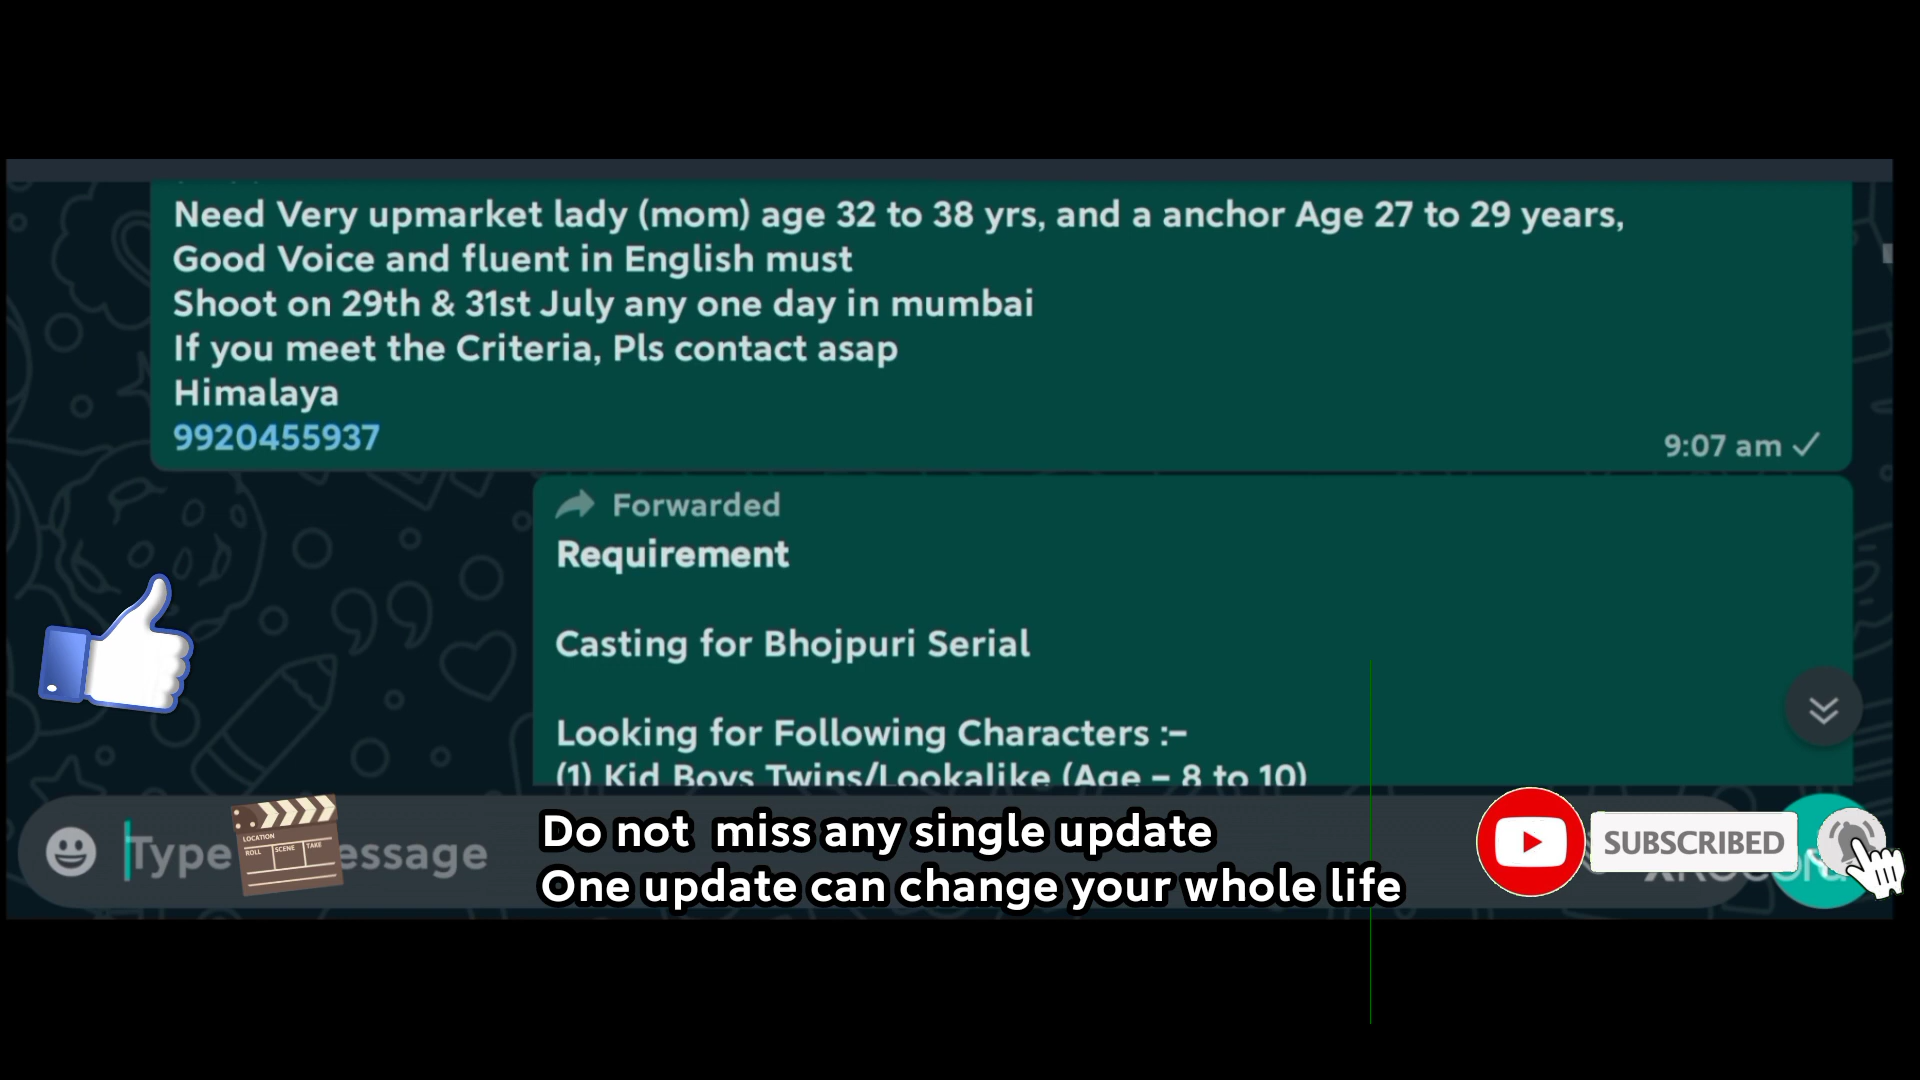 Need Very upmarket lady (mom) age 32 to 38 yrs, and a anchor Age 27 to 29 years,
Good Voice and fluent in English must
Shoot on 29th & 31st July any one day in mumbai
If you meet the Criteria, Pls contact asap
Himalaya
9920455937
9:07 am
Forwarded
Requirement
Casting for Bhojpuri Serial
Looking for Following Characters :-
(1) Kid Boys Twins/Lookalike (Age - 8 to 10)
Type
essage
LOCATION
ROLL SCENE TAKE
Do not miss any single update
One update can change your whole life
SUBSCRIBED